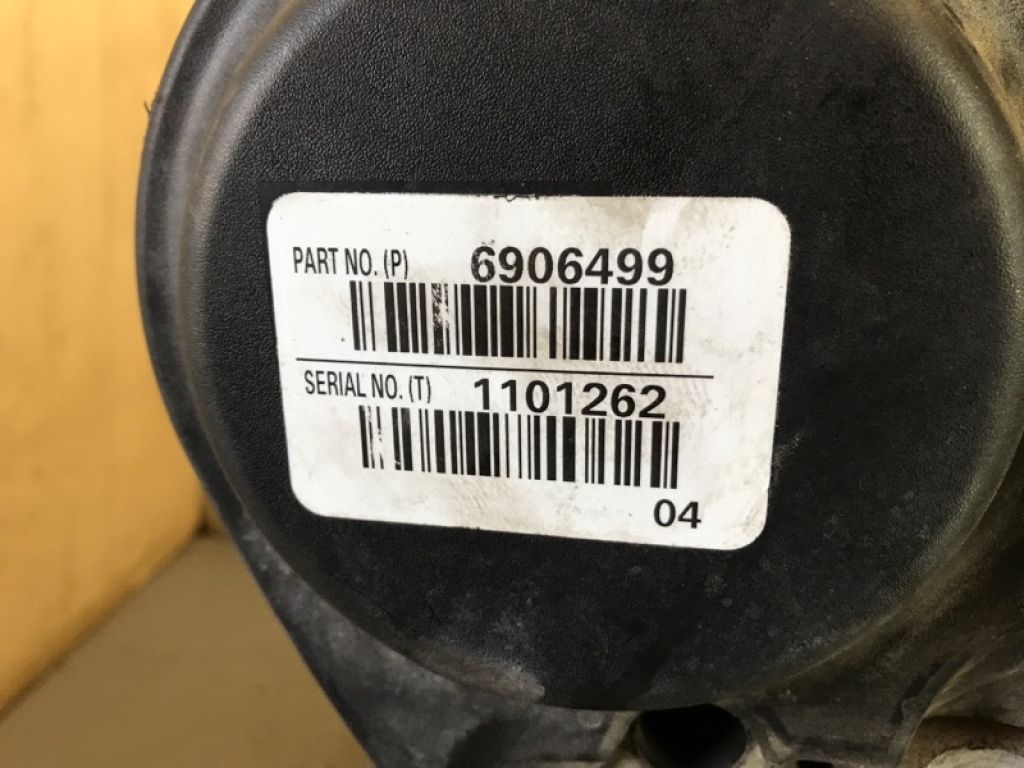 PART NO. (P) 6906499
SERIAL NO. (T) 1101262
04